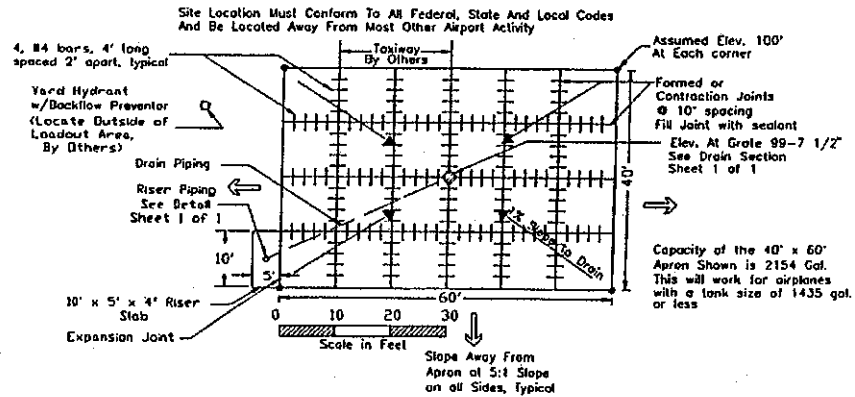 Site Location Must Conform To All Federal, State And Local Codes
And Be Located Away From Most Other Airport Activity
4, #4 bars, 4' long
spaced 2' apart, typical
Taxiway
By Others
Assumed Elev. 100'
At Each corner
Yard Hydrant
w/Backflow Preventor
(Locate Outside of
Loadout Area,
By Others)
Formed or
Contraction Joints
@ 10" spacing
Fill Joint with sealant
Drain Piping
Elev. At Grate 99-7 1/2"
See Drain Section
Sheet 1 of 1
Riser Piping
See Detail
Sheet 1 of 1
40'
1% Slope to Drain
10'
5'
Capacity of the 40' x 60'
Apron Shown is 2154 Gal.
This will work for airplanes
with a tank size of 1435 gal.
or less
10' x 5' x 4" Riser
Slab
60'
Expansion Joint
0 10 20 30
Scale in Feet
Slope Away From
Apron at 5:1 Slope
on all Sides, Typical